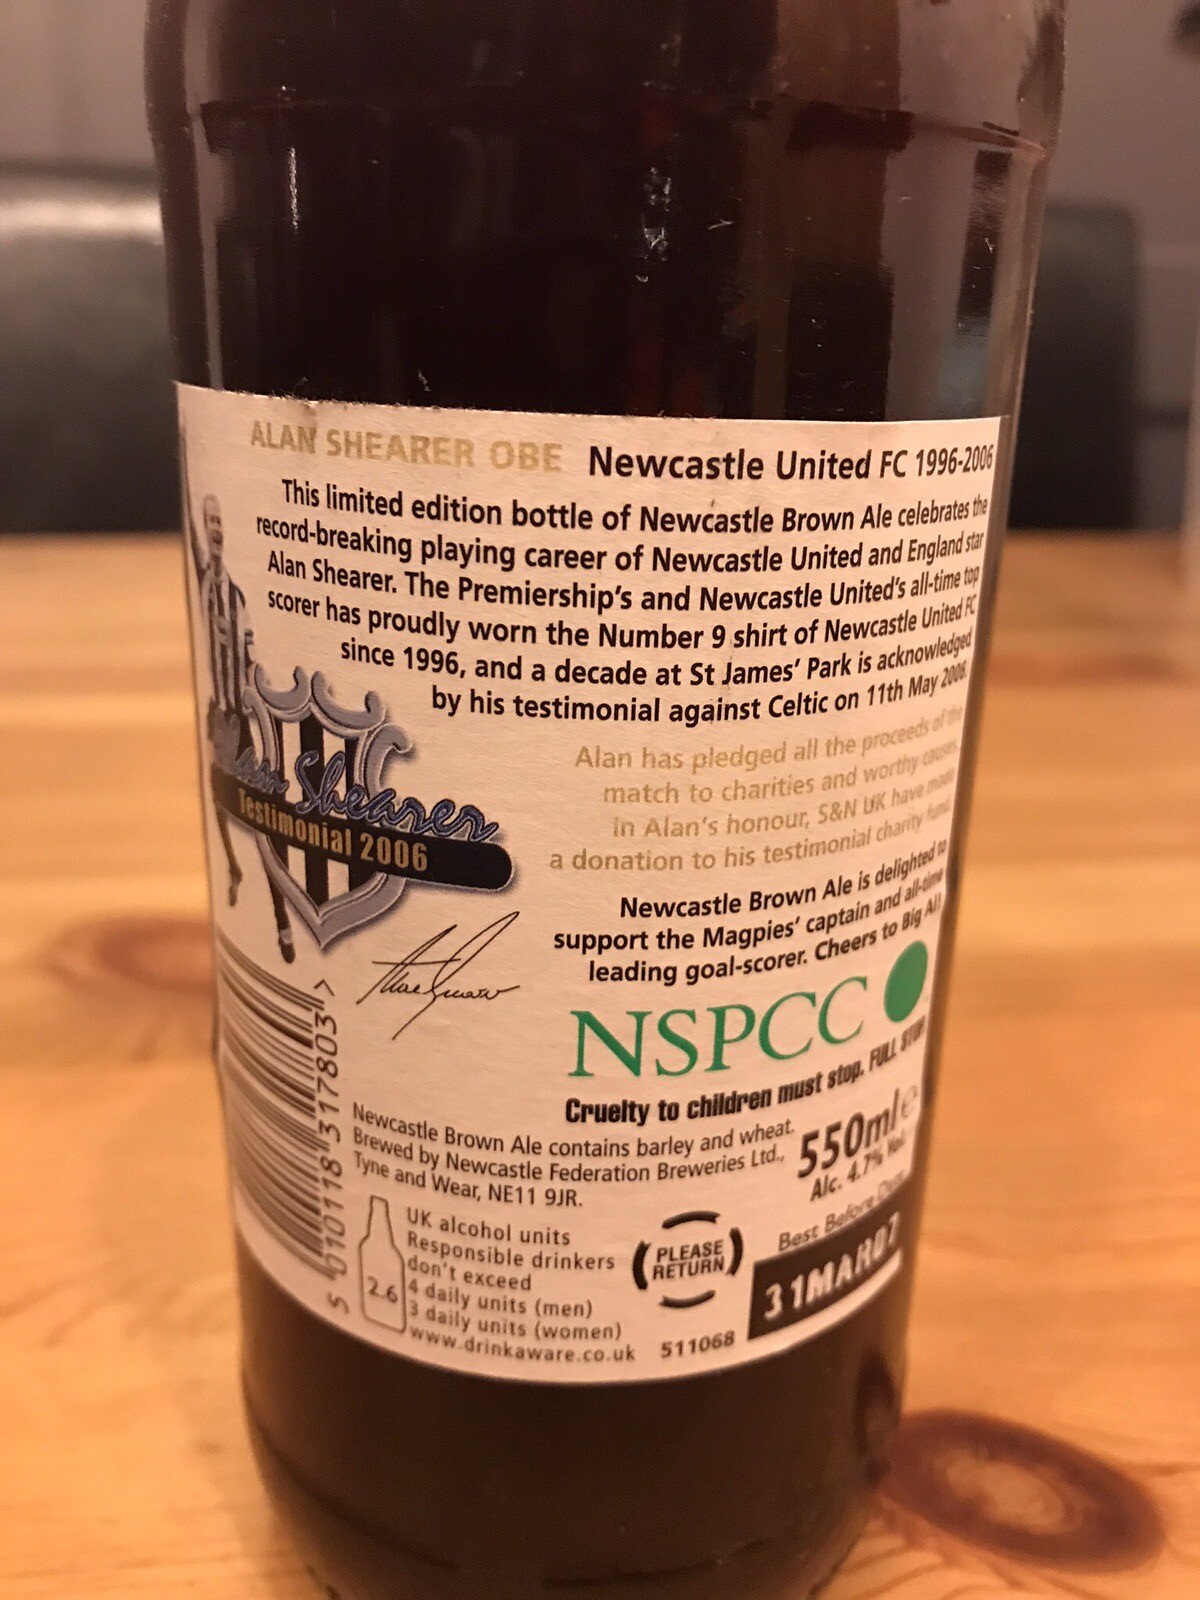 ALAN SHEARER OBE Newcastle United FC 1996-2006
This limited edition bottle of Newcastle Brown Ale celebrates the
record-breaking playing career of Newcastle United and England star
Alan Shearer. The Premiership's and Newcastle United's all-time top
scorer has proudly worn the Number 9 shirt of Newcastle United FC
since 1996, and a decade at St James' Park is acknowledged
by his testimonial against Celtic on 11th May 2006.
Alan Shearer
Testimonial 2006
Alan has pledged all the proceeds of the
match to charities and worthy causes.
In Alan's honour, S&N UK have made
a donation to his testimonial charity fund.
Newcastle Brown Ale is delighted to
support the Magpies' captain and all-time
leading goal-scorer. Cheers to Big Al!
NSPCC
Cruelty to children must stop. FULL STOP.
Newcastle Brown Ale contains barley and wheat.
Brewed by Newcastle Federation Breweries Ltd.,
Tyne and Wear, NE11 9JR.
550ml e
Alc. 4.7% Vol.
5 010118 317803 >
2.6
UK alcohol units
Responsible drinkers
don't exceed
4 daily units (men)
3 daily units (women)
www.drinkaware.co.uk
PLEASE
RETURN
511068
Best Before Date
31MAR07